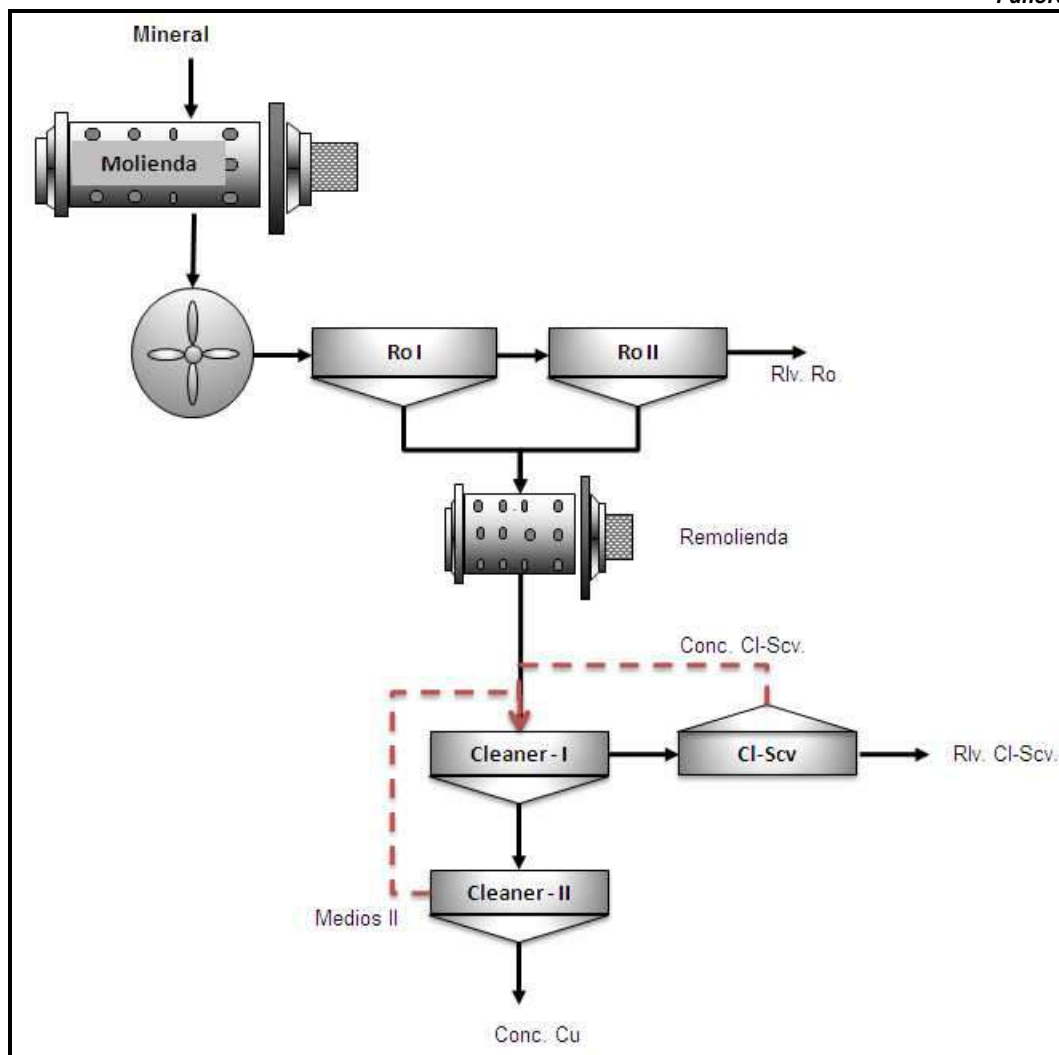 Mineral
Molienda
Ro I
Ro II
Rlv. Ro.
Remolienda
Conc. Cl-Scv.
Cleaner - I
Cl-Scv
Rlv. Cl-Scv.
Cleaner - II
Medios II
Conc. Cu